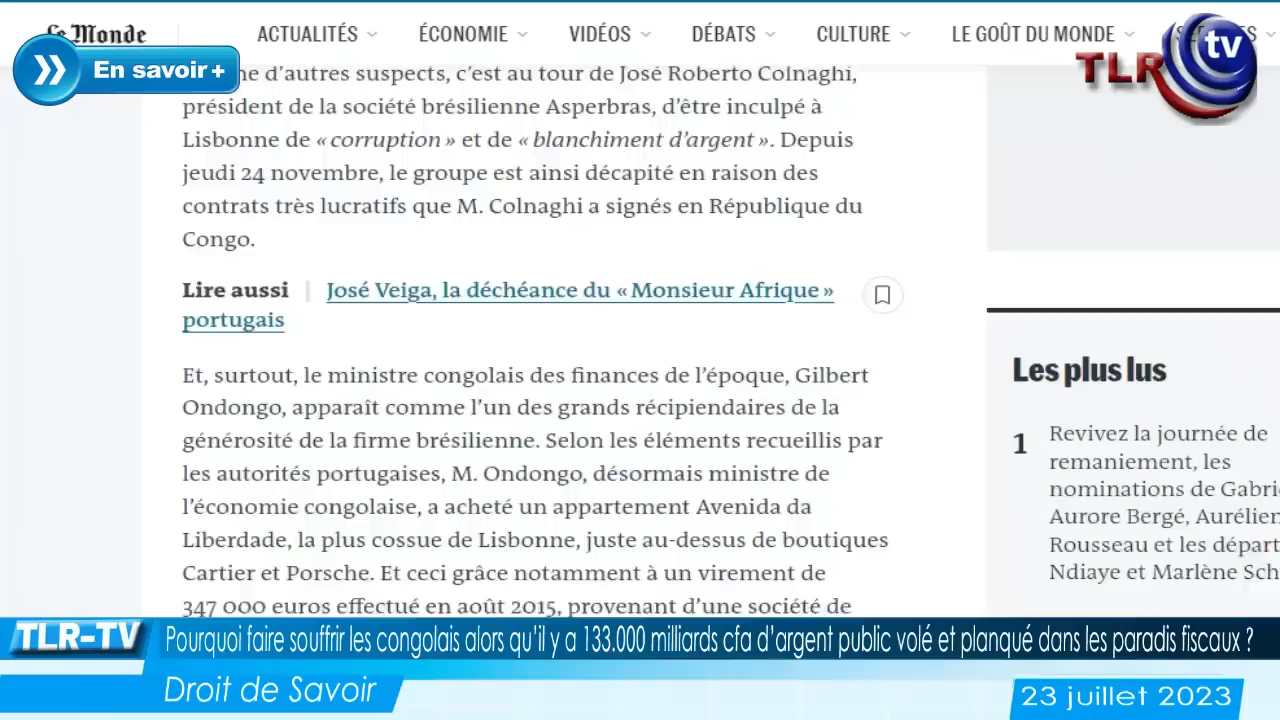 Le Monde
ACTUALITÉS
ÉCONOMIE
VIDÉOS
DÉBATS
CULTURE
LE GOÛT DU MONDE
En savoir+
TLR tv
d'autres suspects, c'est au tour de José Roberto Colnaghi,
président de la société brésilienne Asperbras, d'être inculpé à
Lisbonne de « corruption » et de « blanchiment d'argent ». Depuis
jeudi 24 novembre, le groupe est ainsi décapité en raison des
contrats très lucratifs que M. Colnaghi a signés en République du
Congo.
Lire aussi | José Veiga, la déchéance du « Monsieur Afrique »
portugais
Et, surtout, le ministre congolais des finances de l'époque, Gilbert
Ondongo, apparaît comme l'un des grands récipiendaires de la
générosité de la firme brésilienne. Selon les éléments recueillis par
les autorités portugaises, M. Ondongo, désormais ministre de
l'économie congolaise, a acheté un appartement Avenida da
Liberdade, la plus cossue de Lisbonne, juste au-dessus de boutiques
Cartier et Porsche. Et ceci grâce notamment à un virement de
347 000 euros effectué en août 2015, provenant d'une société de
Les plus lus
1
Revivez la journée de
remaniement, les
nominations de Gabri
Aurore Bergé, Aurélien
Rousseau et les départ
Ndiaye et Marlène Sch
TLR-TV
Pourquoi faire souffrir les congolais alors qu'il y a 133.000 milliards cfa d'argent public volé et planqué dans les paradis fiscaux ?
Droit de Savoir
23 juillet 2023